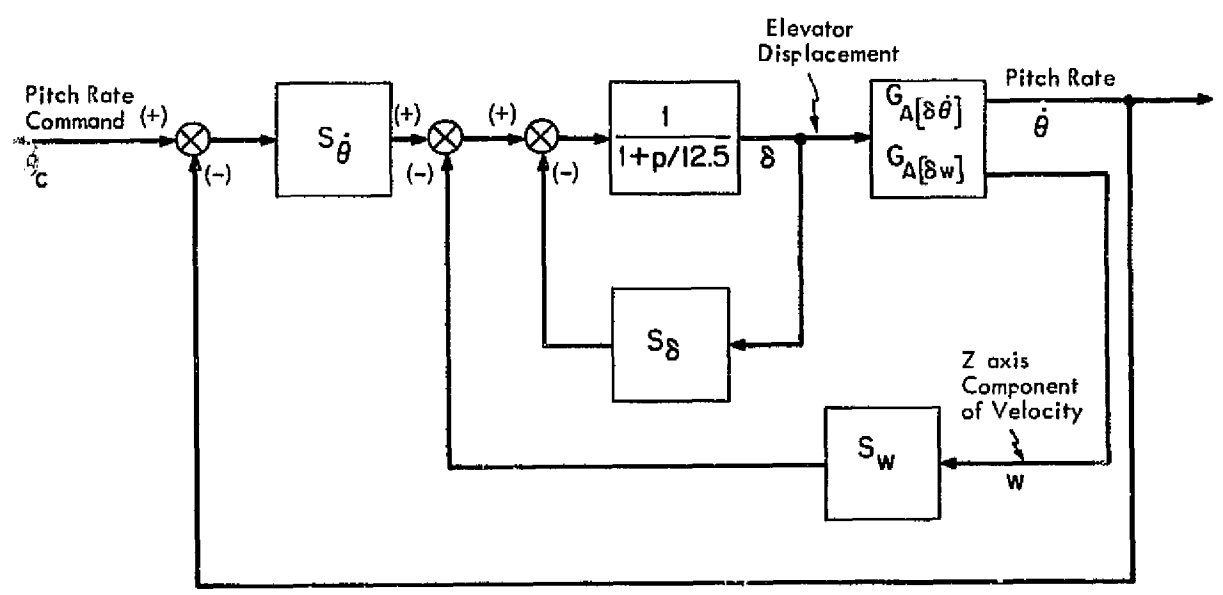 Elevator
Displacement
Pitch Rate
Command
(+)
(-)
C
S_θ̇
(+)
(-)
(+)
(-)
1
1+p/12.5
δ
G_A[δθ̇]
G_A[δw]
Pitch Rate
θ̇
S_δ
Z axis
Component
of Velocity
S_w
w